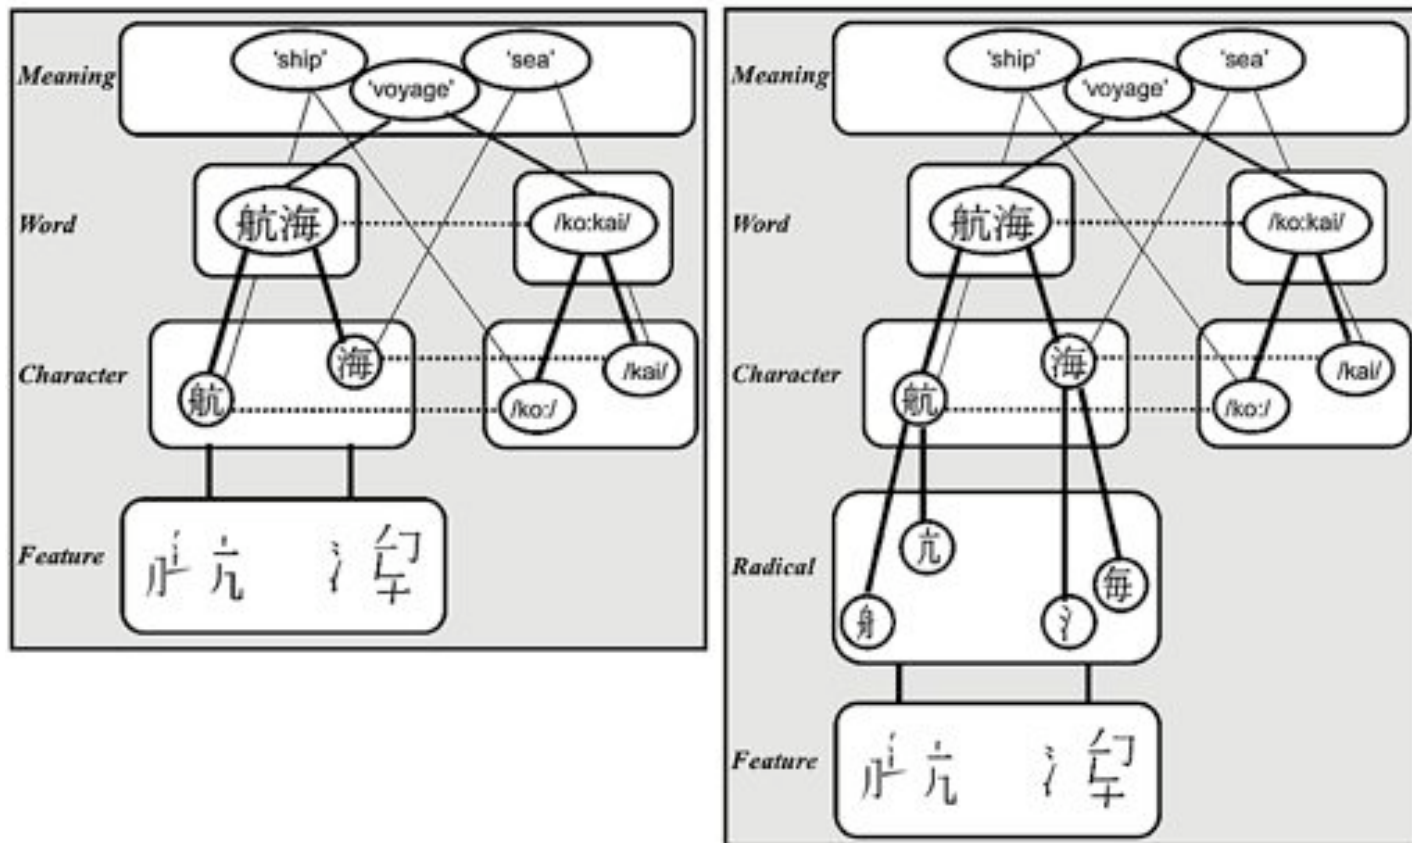 Meaning
'ship'
'voyage'
'sea'
Word
航海
/ko:kai/
Character
航
海
/ko:/
/kai/
Feature
Meaning
'ship'
'voyage'
'sea'
Word
航海
/ko:kai/
Character
航
海
/ko:/
/kai/
Radical
舟
亢
氵
毎
Feature